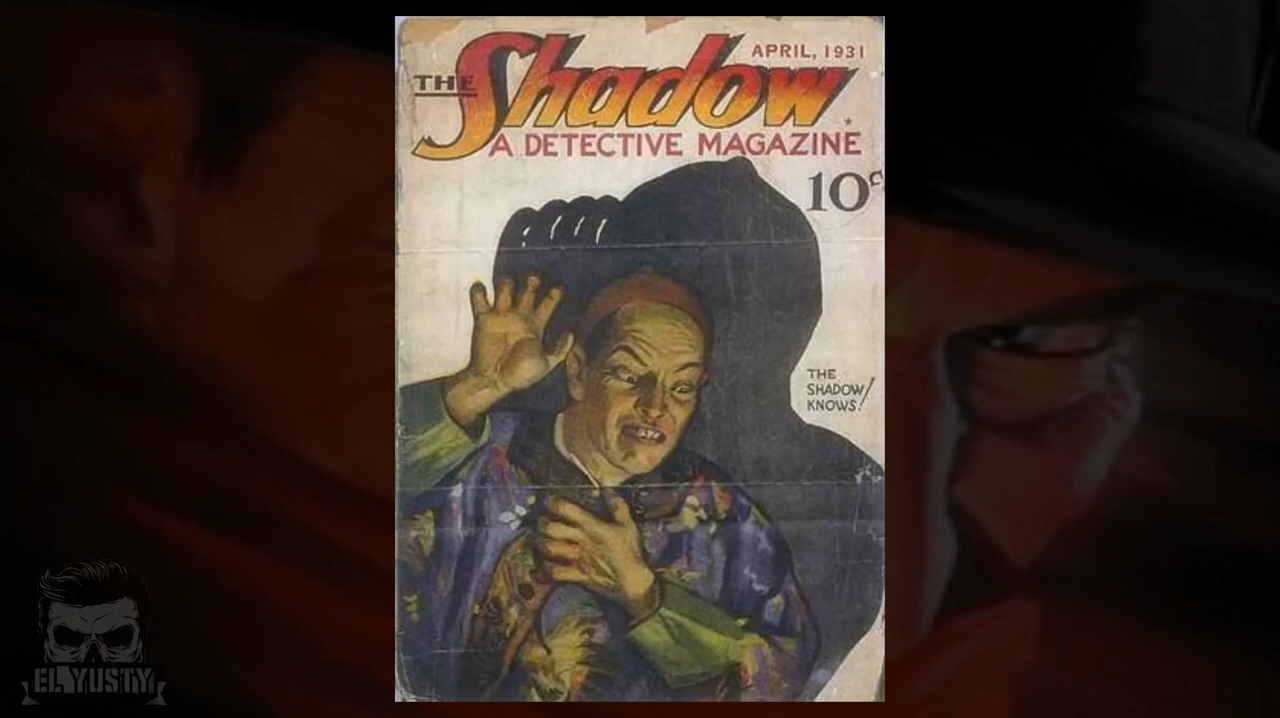 APRIL, 1931
THE Shadow
A DETECTIVE MAGAZINE
10¢
THE
SHADOW
KNOWS!
EL YUSTY